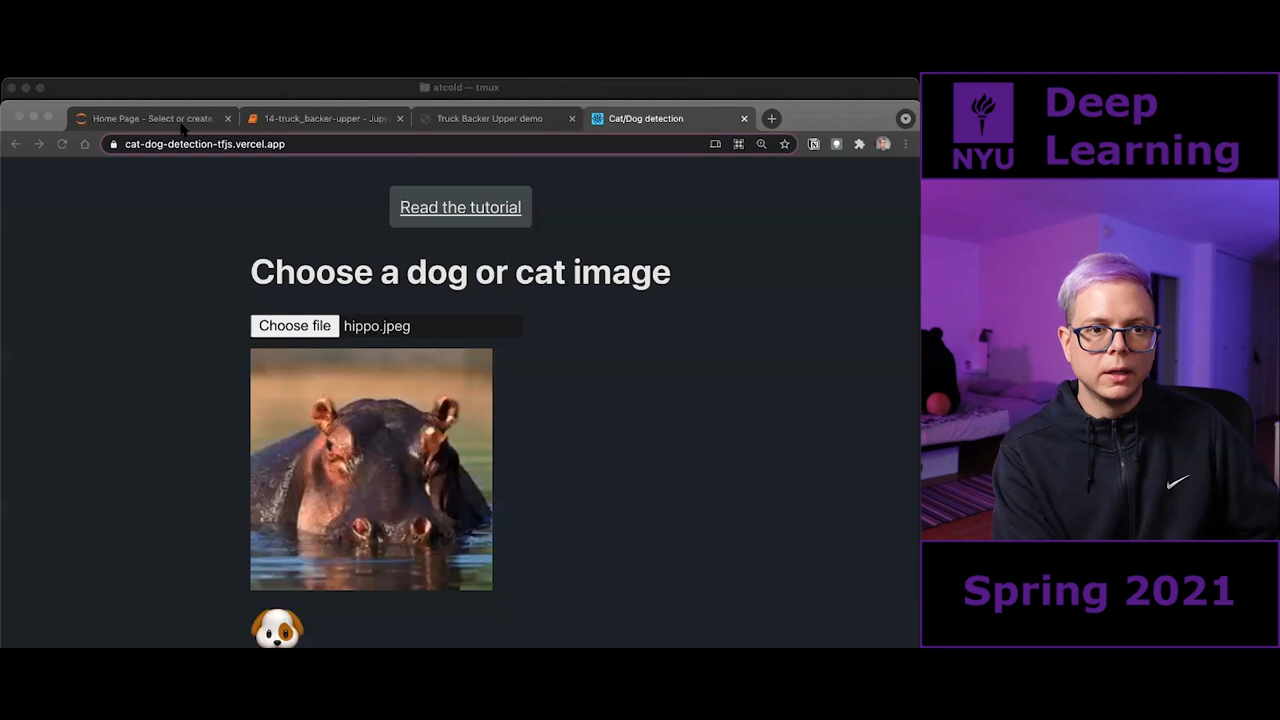 atcold — tmux
Home Page - Select or create
14-truck_backer-upper - Jupy
Truck Backer Upper demo
Cat/Dog detection
cat-dog-detection-tfjs.vercel.app
Read the tutorial
Choose a dog or cat image
Choose file hippo.jpeg
NYU
Deep
Learning
Spring 2021